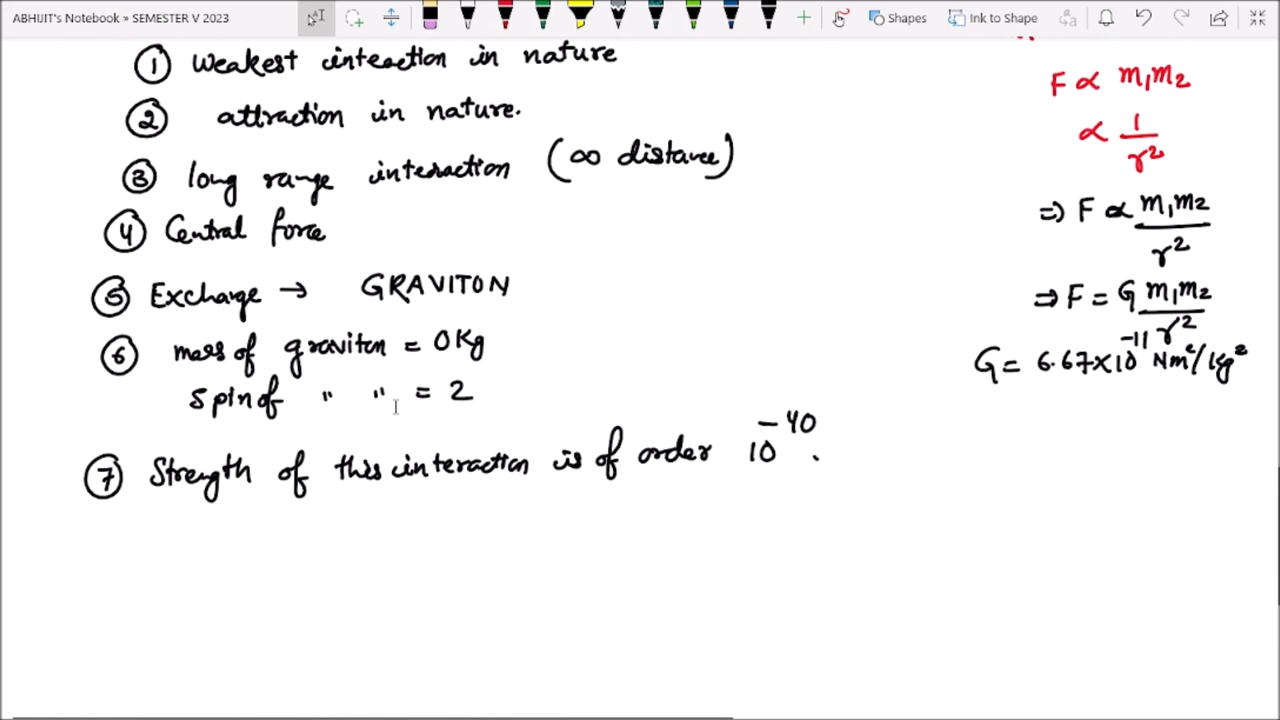 ABHIJIT's Notebook » SEMESTER V 2023
Shapes
Ink to Shape
① Weakest inteaction in nature
② attraction in nature.
③ long range interaction (∞ distance)
④ Central force
⑤ Exchange → GRAVITON
⑥ mass of graviton = 0 Kg
spin of " " = 2
⑦ Strength of this interaction is of order 10⁻⁴⁰.
F ∝ m₁m₂
∝ 1/r²
⇒ F ∝ m₁m₂/r²
⇒ F = G m₁m₂/r²
G = 6.67×10⁻¹¹ Nm²/Kg²